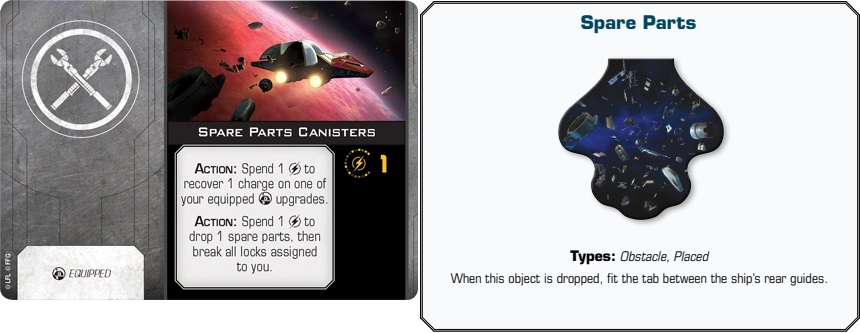 SPARE PARTS CANISTERS
ACTION: Spend 1 to
recover 1 charge on one of
your equipped upgrades.
ACTION: Spend 1 to
drop 1 spare parts, then
break all locks assigned
to you.
1
EQUIPPED
© LFL © FFG
Spare Parts
Types: Obstacle, Placed
When this object is dropped, fit the tab between the ship's rear guides.